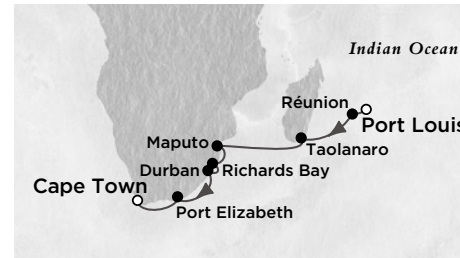 Indian Ocean
Réunion
Port Louis
Maputo
Taolanaro
Durban
Richards Bay
Cape Town
Port Elizabeth